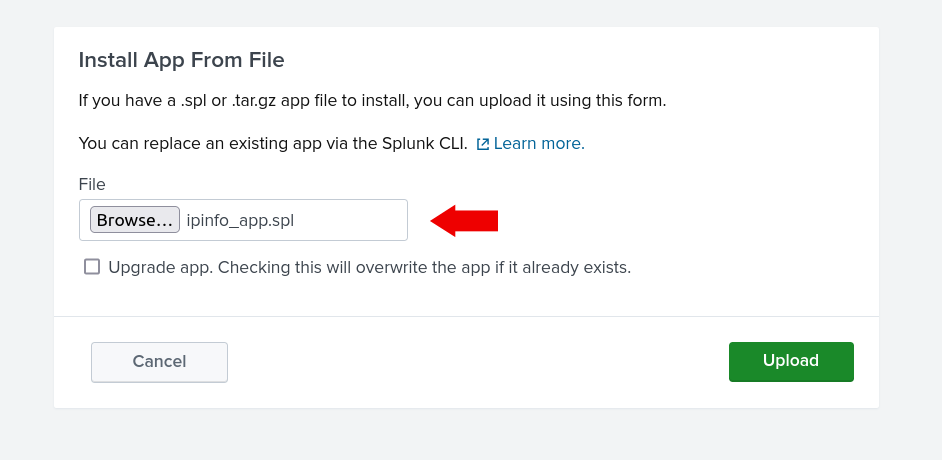 Install App From File
If you have a .spl or .tar.gz app file to install, you can upload it using this form.
You can replace an existing app via the Splunk CLI. Learn more.
File
Browse... ipinfo_app.spl
Upgrade app. Checking this will overwrite the app if it already exists.
Cancel Upload